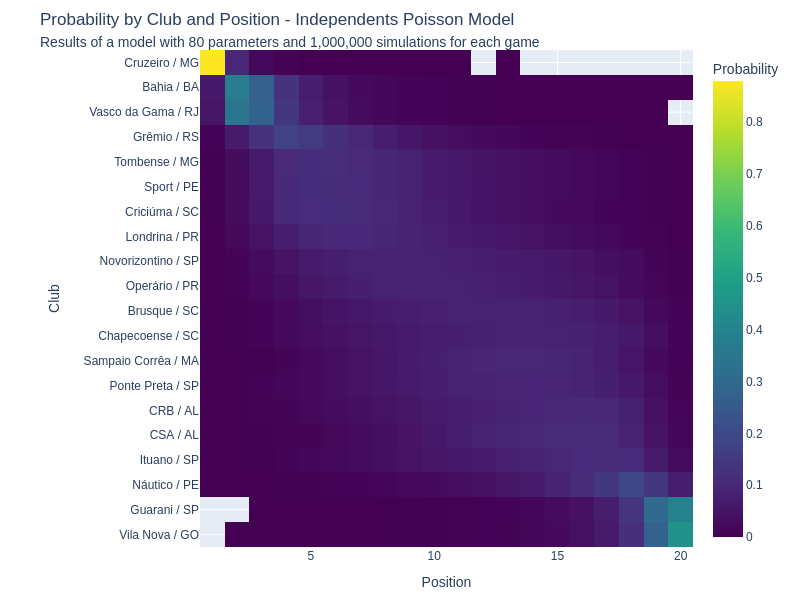 Probability by Club and Position - Independents Poisson Model
Results of a model with 80 parameters and 1,000,000 simulations for each game
Probability
Cruzeiro / MG
Bahia / BA
Vasco da Gama / RJ
Grêmio / RS
Tombense / MG
Sport / PE
Criciúma / SC
Londrina / PR
Novorizontino / SP
Operário / PR
Brusque / SC
Chapecoense / SC
Sampaio Corrêa / MA
Ponte Preta / SP
CRB / AL
CSA / AL
Ituano / SP
Náutico / PE
Guarani / SP
Vila Nova / GO
Club
5
10
15
20
Position
0.8
0.7
0.6
0.5
0.4
0.3
0.2
0.1
0